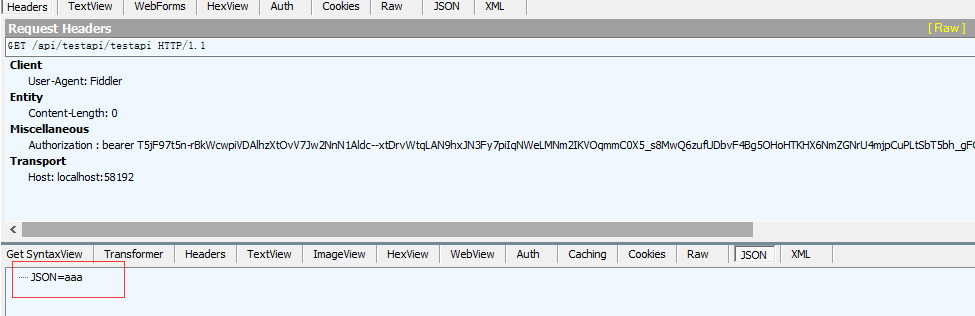 Headers TextView WebForms HexView Auth Cookies Raw JSON XML
Request Headers [ Raw ]
GET /api/testapi/testapi HTTP/1.1
Client
User-Agent: Fiddler
Entity
Content-Length: 0
Miscellaneous
Authorization : bearer T5jF97t5n-rBkWcwpiVDAlhzXtOvV7Jw2NnN1Aldc--xtDrvWtqLAN9hxJN3Fy7piIqNWeLMNm2IKVOqmmC0X5_s8MwQ6zufUDbvF4Bg5OHoHTKHX6NmZGNrU4mjpCuPLtSbT5bh_gF
Transport
Host: localhost:58192
Get SyntaxView Transformer Headers TextView ImageView HexView WebView Auth Caching Cookies Raw JSON XML
JSON=aaa